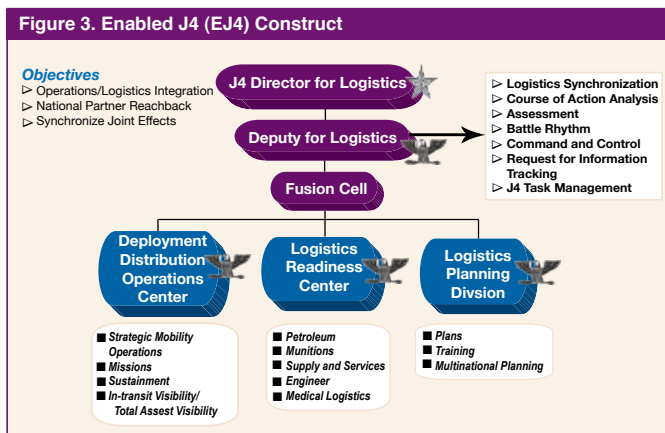 Figure 3. Enabled J4 (EJ4) Construct
Objectives
▷ Operations/Logistics Integration
▷ National Partner Reachback
▷ Synchronize Joint Effects
J4 Director for Logistics
Deputy for Logistics
Fusion Cell
▷ Logistics Synchronization
▷ Course of Action Analysis
▷ Assessment
▷ Battle Rhythm
▷ Command and Control
▷ Request for Information
Tracking
▷ J4 Task Management
Deployment
Distribution
Operations
Center
■ Strategic Mobility
Operations
■ Missions
■ Sustainment
■ In-transit Visibility/
Total Assest Visibility
Logistics
Readiness
Center
■ Petroleum
■ Munitions
■ Supply and Services
■ Engineer
■ Medical Logistics
Logistics
Planning
Divsion
■ Plans
■ Training
■ Multinational Planning